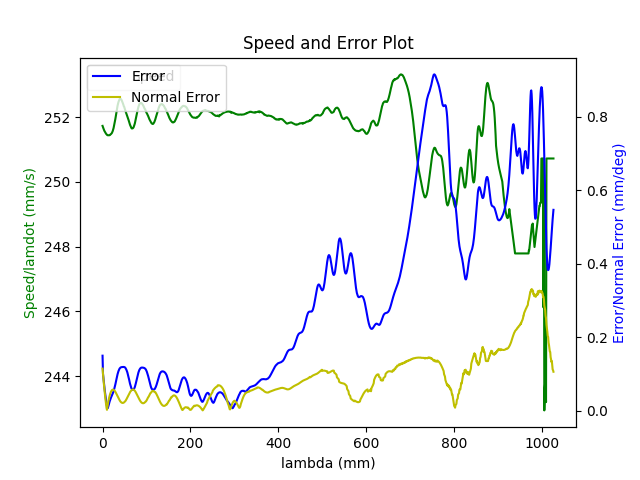 Speed and Error Plot
Error
Normal Error
252
250
248
246
244
0.8
0.6
0.4
0.2
0.0
0
200
400
600
800
1000
lambda (mm)
Speed/lamdot (mm/s)
Error/Normal Error (mm/deg)